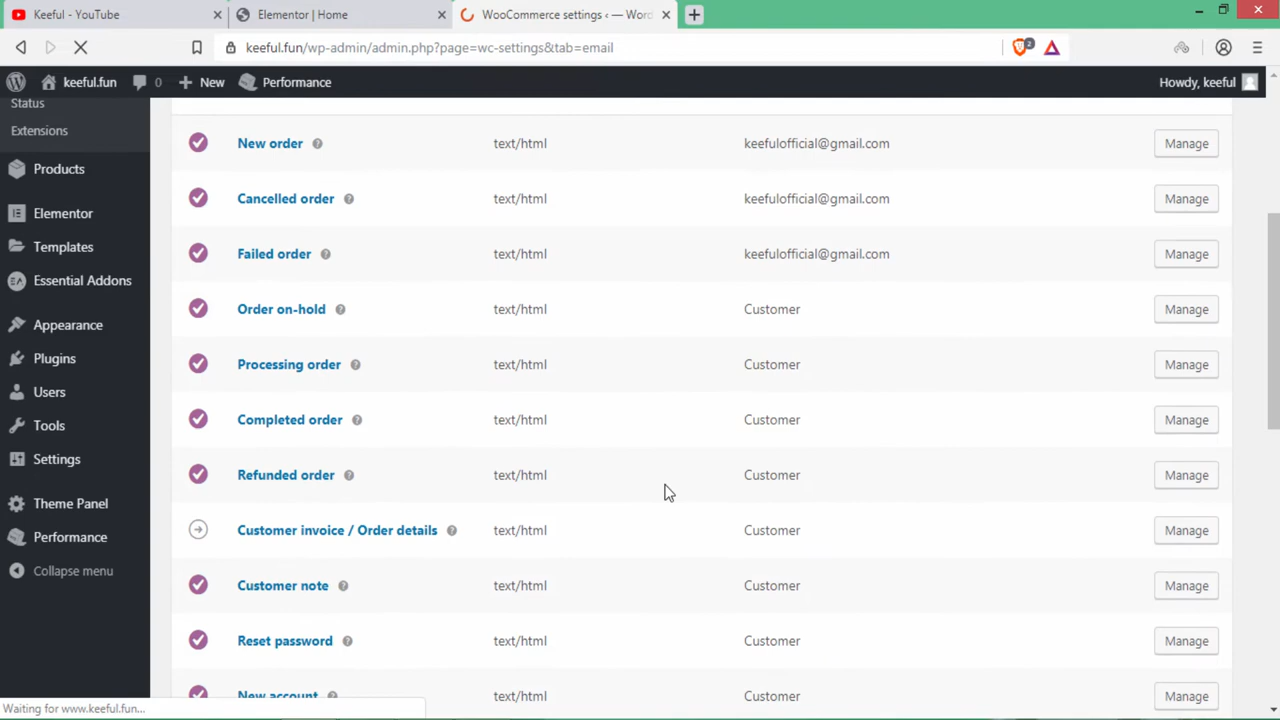 Keeful - YouTube
Elementor | Home
WooCommerce settings ‹ — Word
keeful.fun/wp-admin/admin.php?page=wc-settings&tab=email
2
keeful.fun 0 New Performance Howdy, keeful
Status
Extensions
Products
Elementor
Templates
Essential Addons
Appearance
Plugins
Users
Tools
Settings
Theme Panel
Performance
Collapse menu
New order ? text/html keefulofficial@gmail.com Manage
Cancelled order ? text/html keefulofficial@gmail.com Manage
Failed order ? text/html keefulofficial@gmail.com Manage
Order on-hold ? text/html Customer Manage
Processing order ? text/html Customer Manage
Completed order ? text/html Customer Manage
Refunded order ? text/html Customer Manage
Customer invoice / Order details ? text/html Customer Manage
Customer note ? text/html Customer Manage
Reset password ? text/html Customer Manage
New account ? text/html Customer Manage
Waiting for www.keeful.fun...